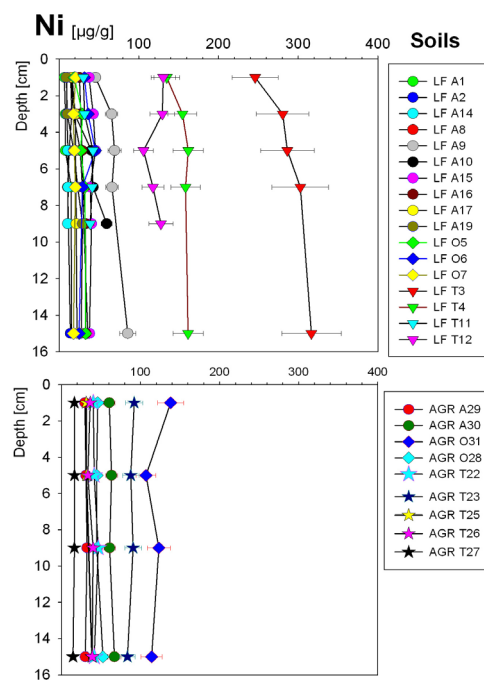 Ni [µg/g]
Soils
0 100 200 300 400
Depth [cm]
0
2
4
6
8
10
12
14
16
LF A1
LF A2
LF A14
LF A8
LF A9
LF A10
LF A15
LF A16
LF A17
LF A19
LF O5
LF O6
LF O7
LF T3
LF T4
LF T11
LF T12
0 100 200 300 400
Depth [cm]
0
2
4
6
8
10
12
14
16
AGR A29
AGR A30
AGR O31
AGR O28
AGR T22
AGR T23
AGR T25
AGR T26
AGR T27